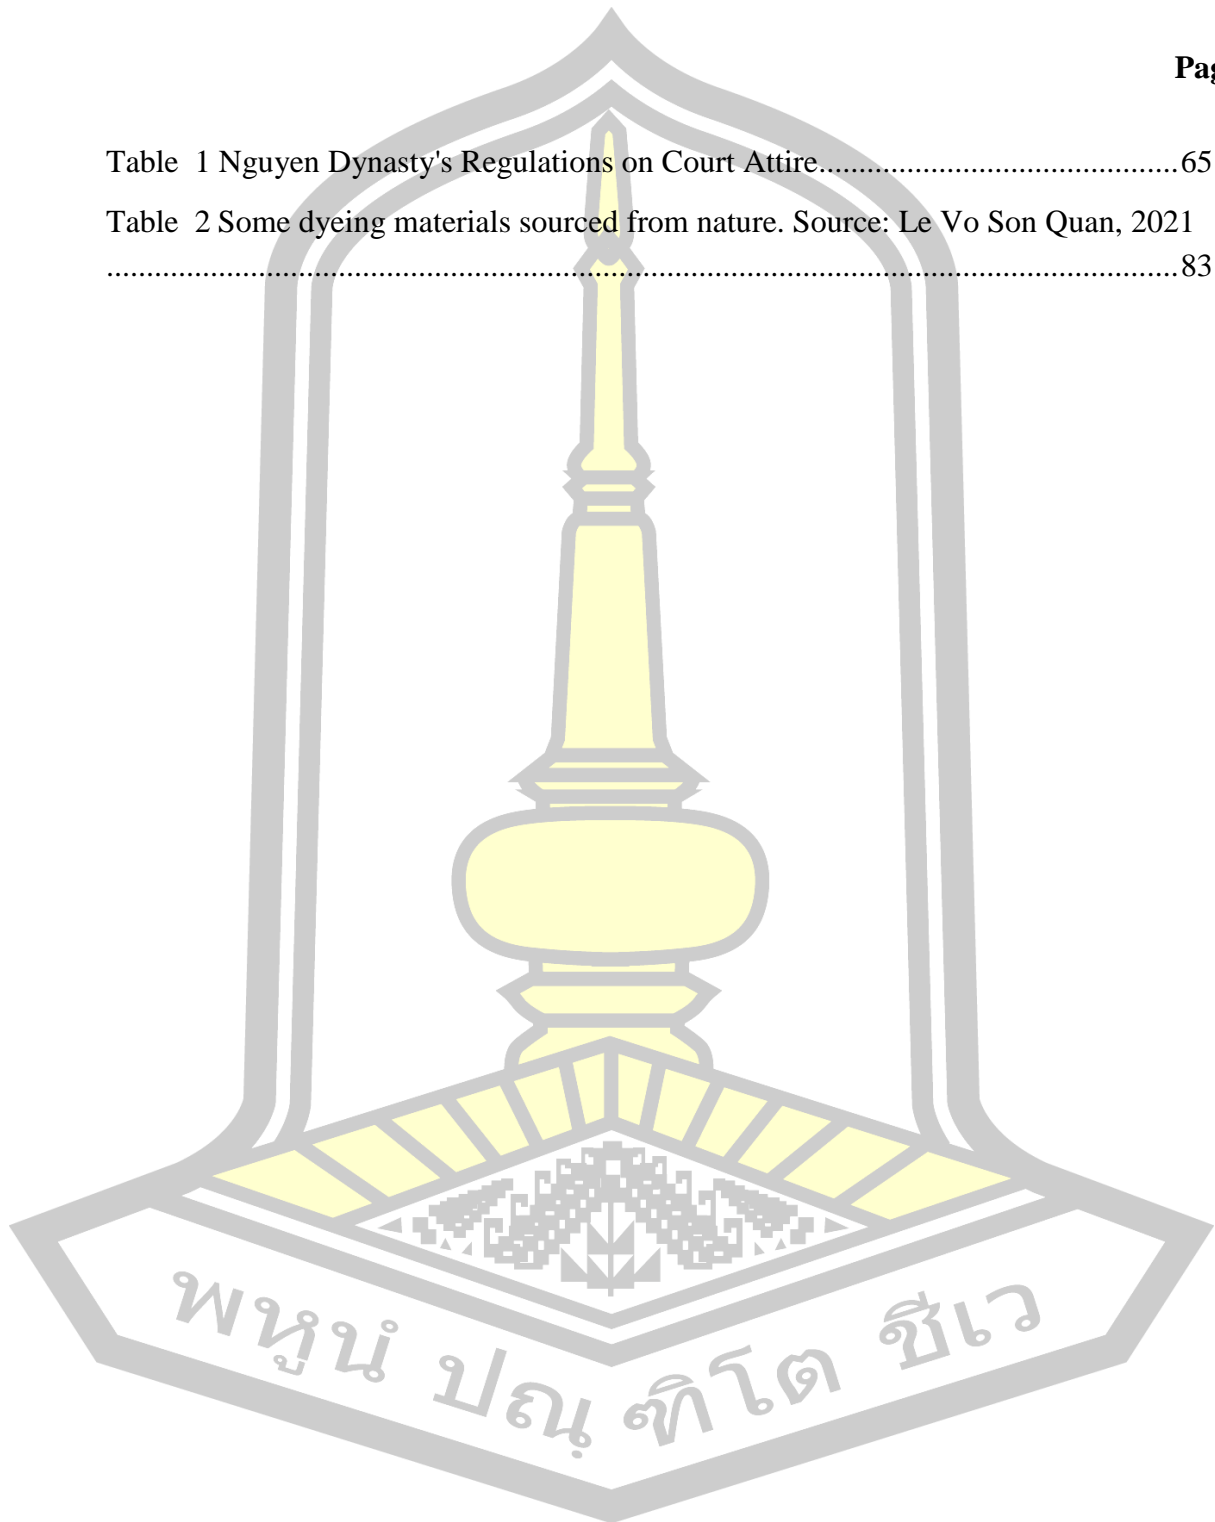 Pag
Table 1 Nguyen Dynasty's Regulations on Court Attire.............................................65
Table 2 Some dyeing materials sourced from nature. Source: Le Vo Son Quan, 2021
......................................................................................................................................83
พหูนํ ปณฺฑิโต ชีเว